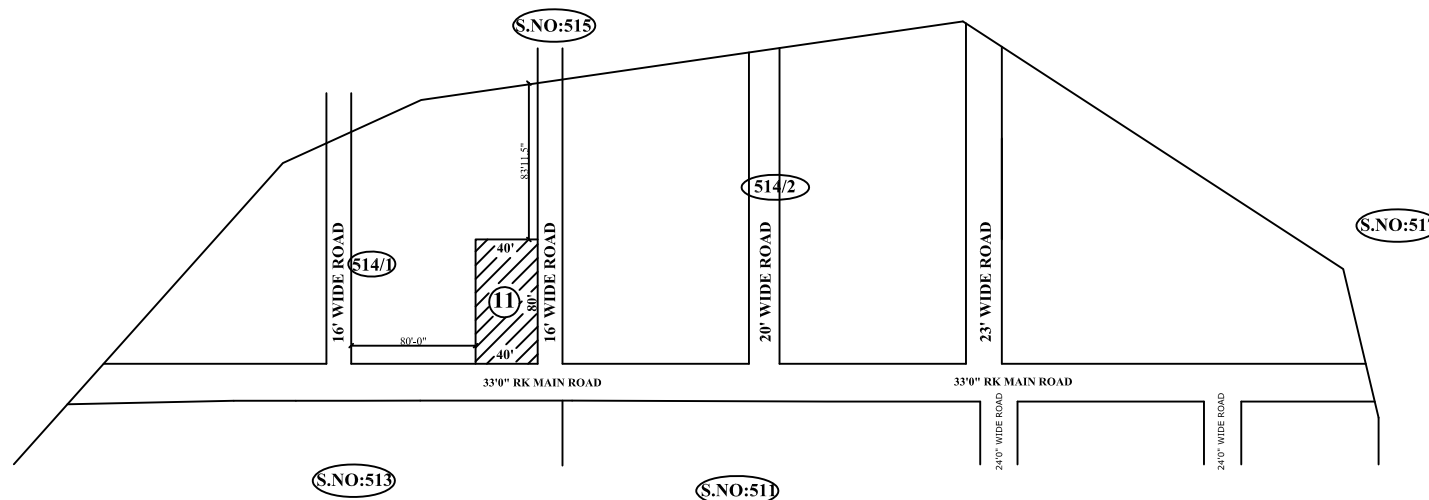 S.NO:515
83'11.5"
514/2
S.NO:517
16' WIDE ROAD
514/1
40'
11
80'
16' WIDE ROAD
20' WIDE ROAD
23' WIDE ROAD
80'-0"
40'
33'0" RK MAIN ROAD
33'0" RK MAIN ROAD
24'0" WIDE ROAD
24'0" WIDE ROAD
S.NO:513
S.NO:511